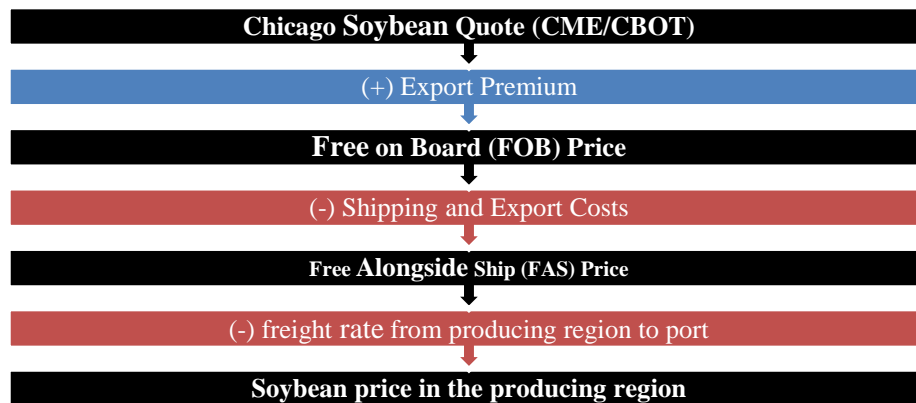 Chicago Soybean Quote (CME/CBOT)
(+) Export Premium
Free on Board (FOB) Price
(-) Shipping and Export Costs
Free Alongside Ship (FAS) Price
(-) freight rate from producing region to port
Soybean price in the producing region